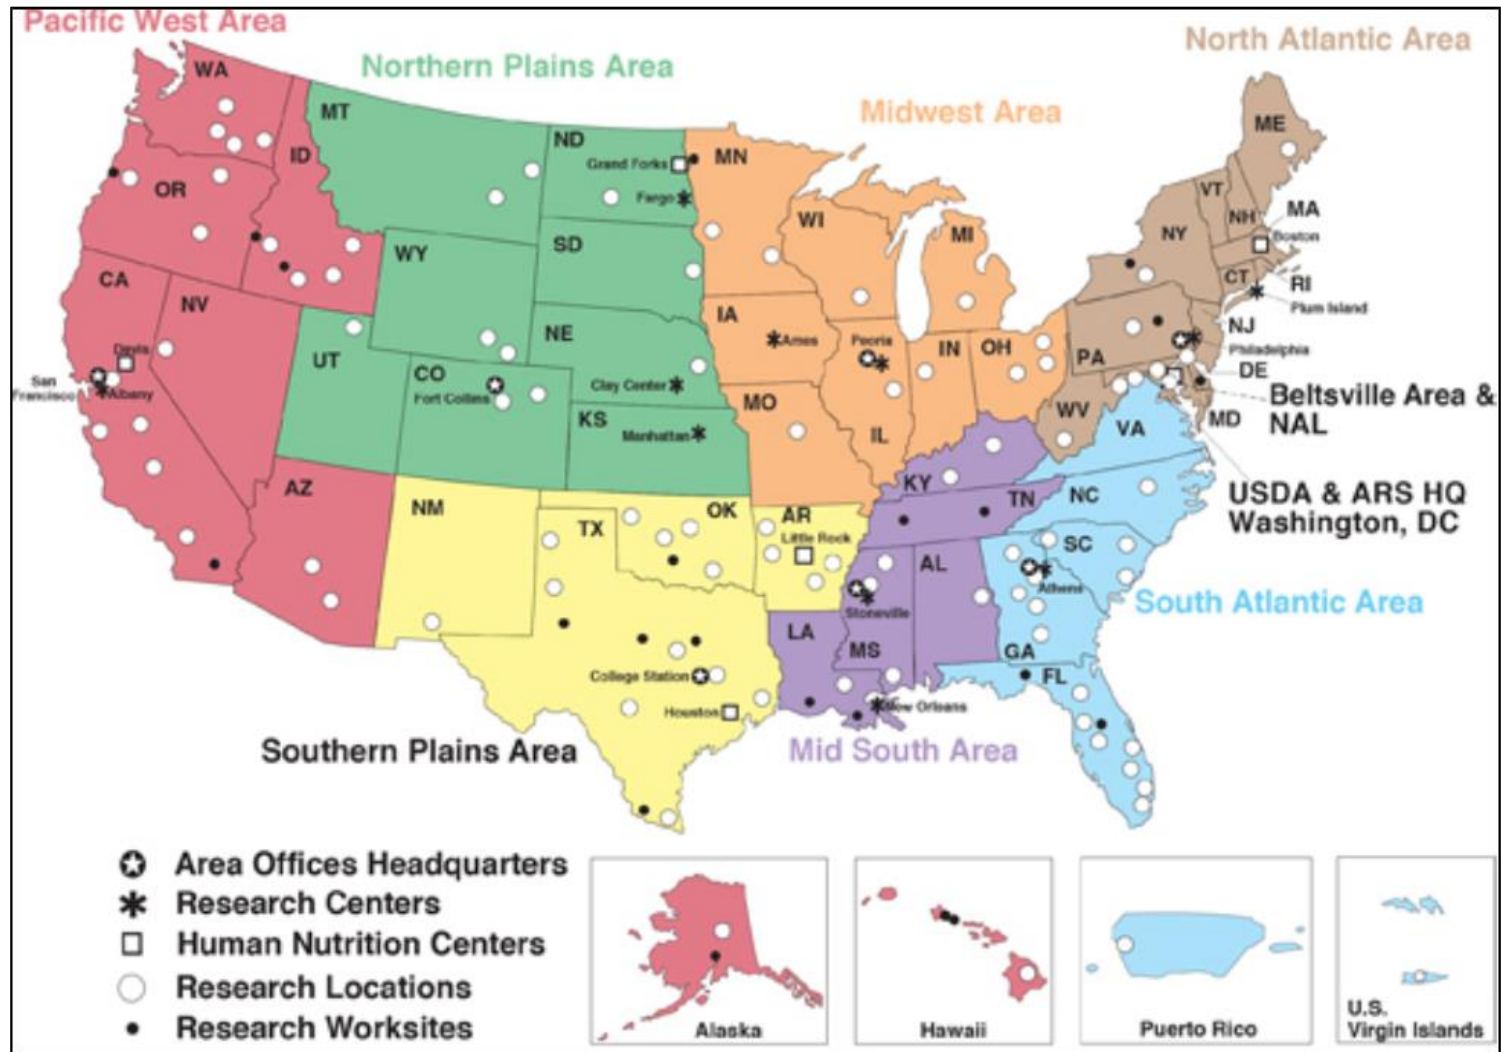 Pacific West Area
North Atlantic Area
Northern Plains Area
Midwest Area
WA
MT
ND
Grand Forks
MN
ME
ID
OR
Fargo
WI
MI
VT
NH
MA
NY
Boston
WY
SD
CT
RI
Plum Island
CA
NV
IA
Ames
NE
Peoria
IN
OH
NJ
Philadelphia
Davis
UT
CO
Fort Collins
Clay Center
PA
DE
San
Francisco
Albany
KS
Manhattan
MO
IL
WV
VA
MD
Beltsville Area &
NAL
AZ
NM
KY
TN
NC
USDA & ARS HQ
Washington, DC
TX
OK
AR
Little Rock
AL
SC
Athens
South Atlantic Area
Stoneville
LA
MS
GA
FL
College Station
Houston
New Orleans
Southern Plains Area
Mid South Area
Area Offices Headquarters
Research Centers
Human Nutrition Centers
Research Locations
Research Worksites
Alaska
Hawaii
Puerto Rico
U.S.
Virgin Islands